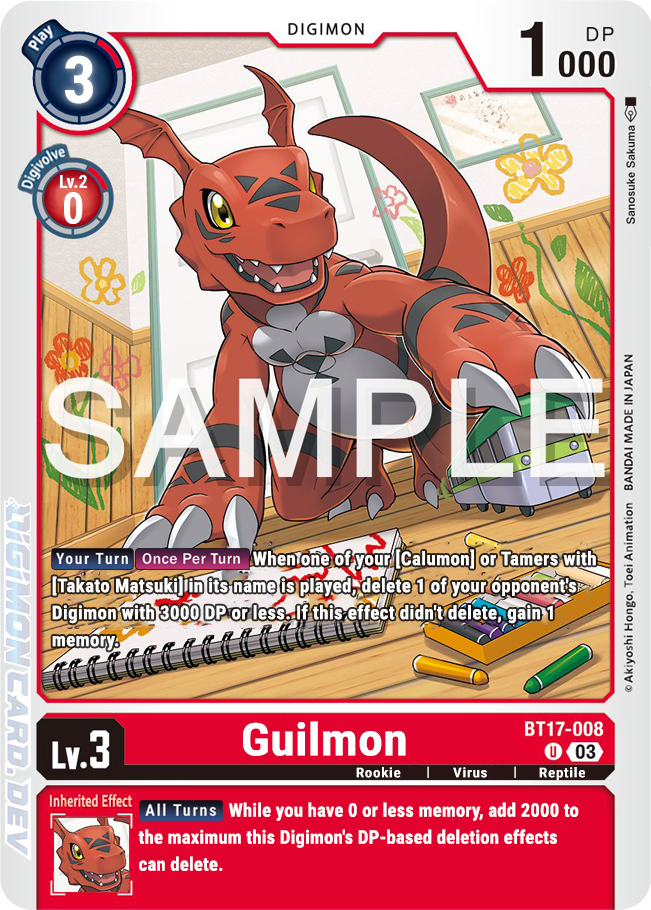 DIGIMON
Play
3
DP
1000
Digivolve
Lv.2
0
Sanosuke Sakuma
SAMPLE
Your Turn Once Per Turn When one of your [Calumon] or Tamers with
[Takato Matsuki] in its name is played, delete 1 of your opponent's
Digimon with 3000 DP or less. If this effect didn't delete, gain 1
memory.
© Akiyoshi Hongo, Toei Animation BANDAI MADE IN JAPAN
DIGIMONCARD.DEV
Lv.3
Guilmon
BT17-008
U 03
Rookie | Virus | Reptile
Inherited Effect
All Turns While you have 0 or less memory, add 2000 to
the maximum this Digimon's DP-based deletion effects
can delete.